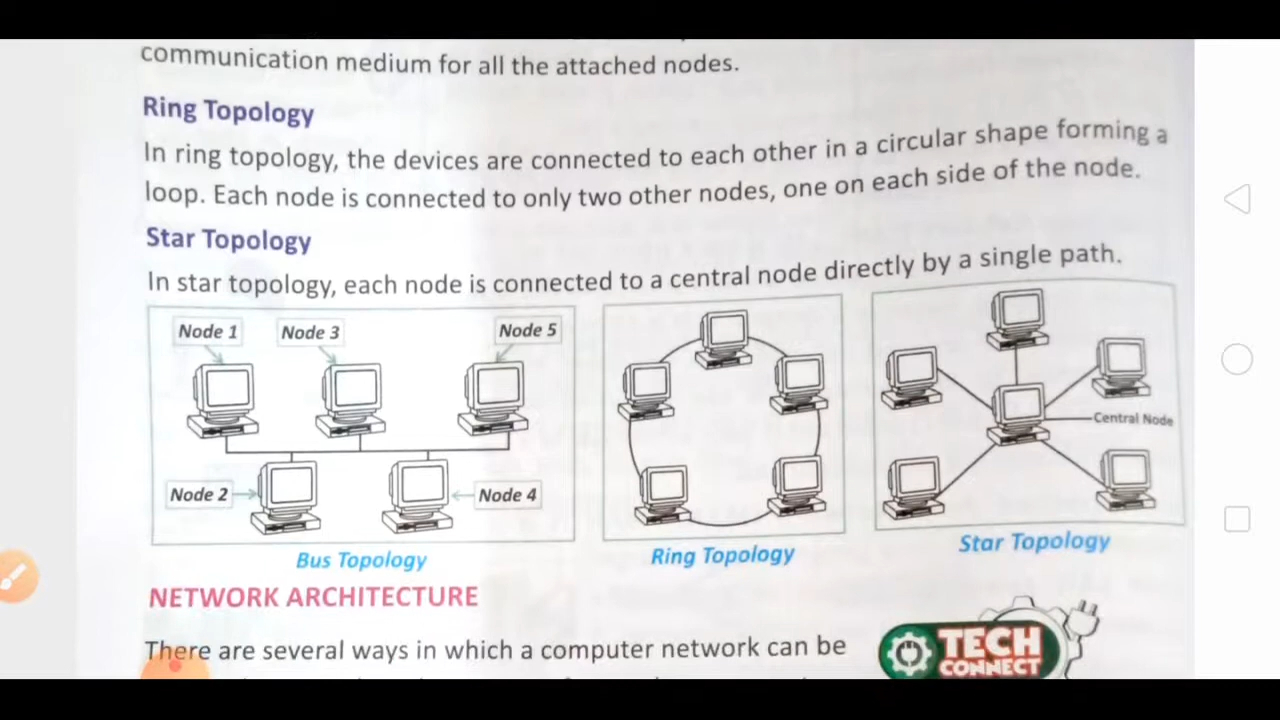 communication medium for all the attached nodes.
Ring Topology
In ring topology, the devices are connected to each other in a circular shape forming a
loop. Each node is connected to only two other nodes, one on each side of the node.
Star Topology
In star topology, each node is connected to a central node directly by a single path.
Node 1
Node 3
Node 5
Node 2
Node 4
Central Node
Bus Topology
Ring Topology
Star Topology
NETWORK ARCHITECTURE
There are several ways in which a computer network can be
TECH
CONNECT